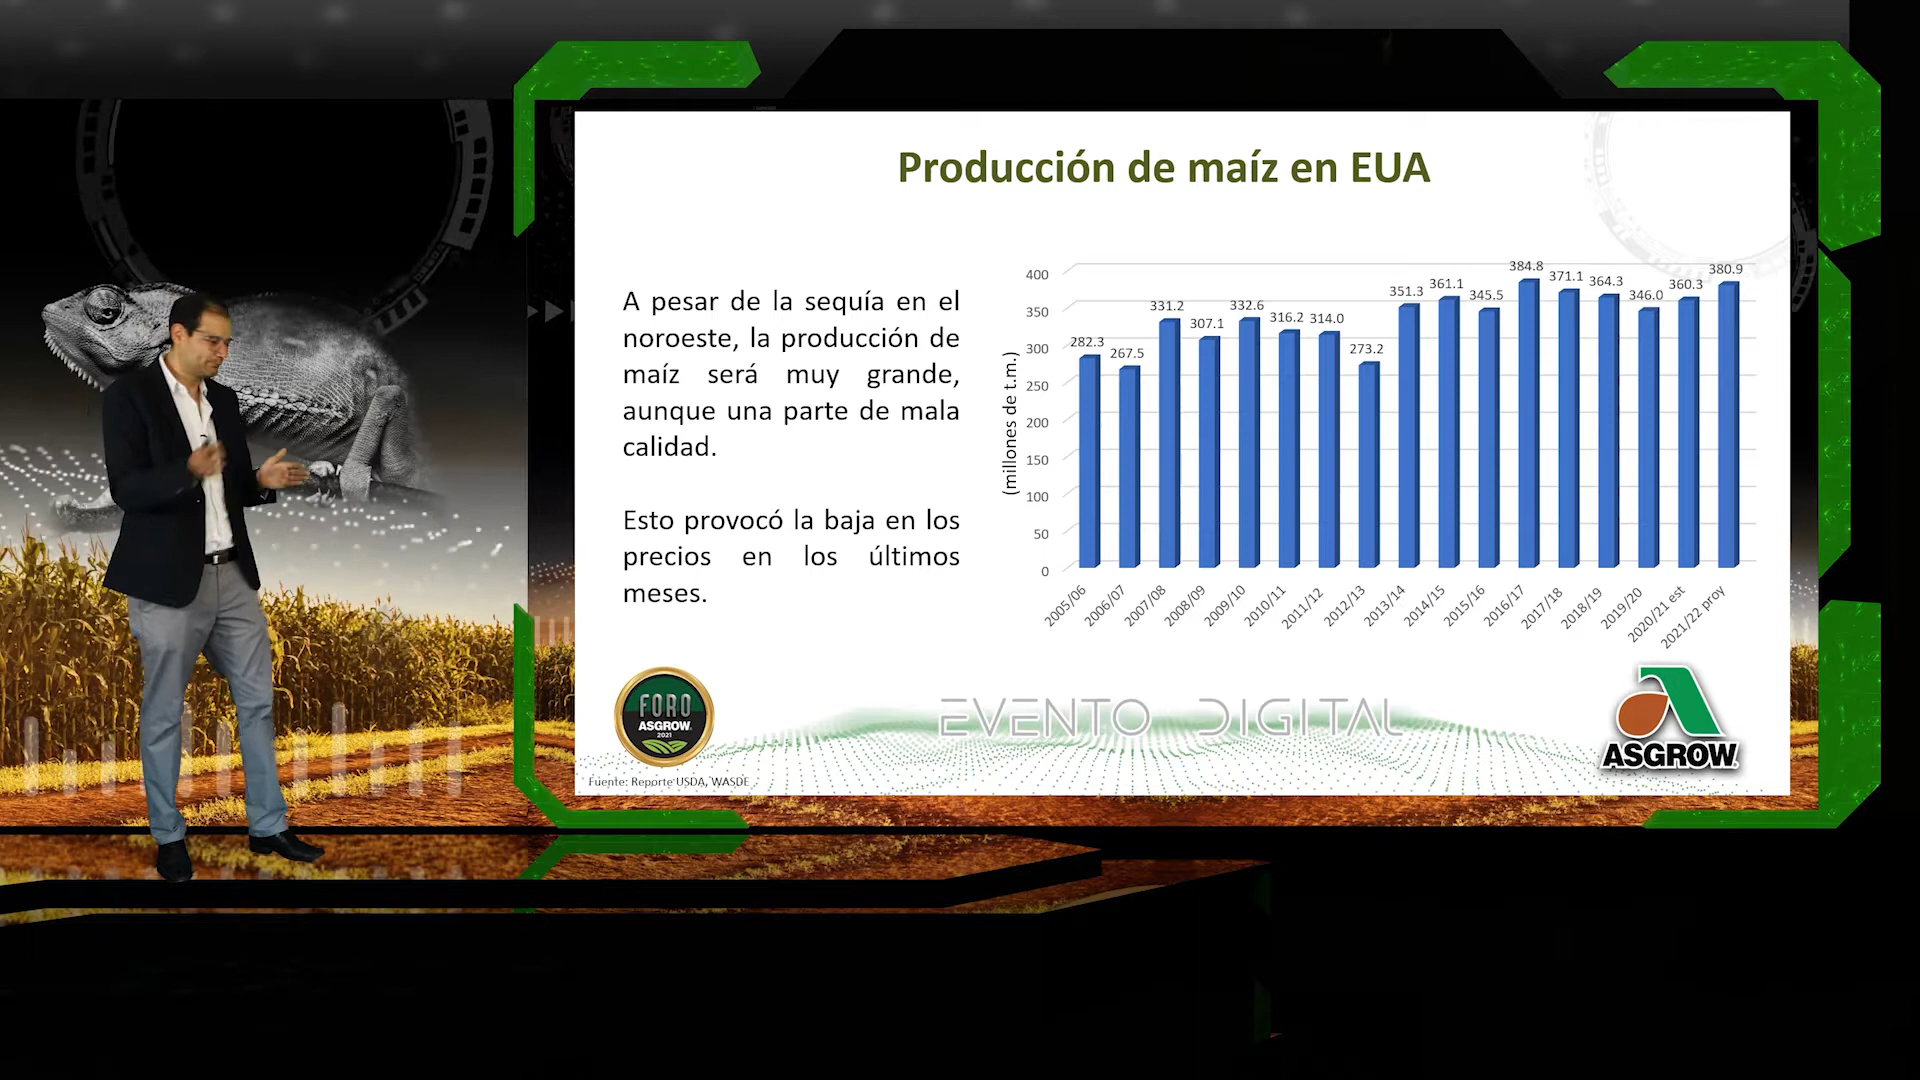 Producción de maíz en EUA
A pesar de la sequía en el
noroeste, la producción de
maíz será muy grande,
aunque una parte de mala
calidad.
Esto provocó la baja en los
precios en los últimos
meses.
(millones de t.m.)
400
350
300
250
200
150
100
50
0
282.3
267.5
331.2
307.1
332.6
316.2
314.0
273.2
351.3
361.1
345.5
384.8
371.1
364.3
346.0
360.3
380.9
2005/06
2006/07
2007/08
2008/09
2009/10
2010/11
2011/12
2012/13
2013/14
2014/15
2015/16
2016/17
2017/18
2018/19
2019/20
2020/21 est
2021/22 proy
FORO
ASGROW
2021
EVENTO DIGITAL
ASGROW
Fuente: Reporte USDA, WASDE